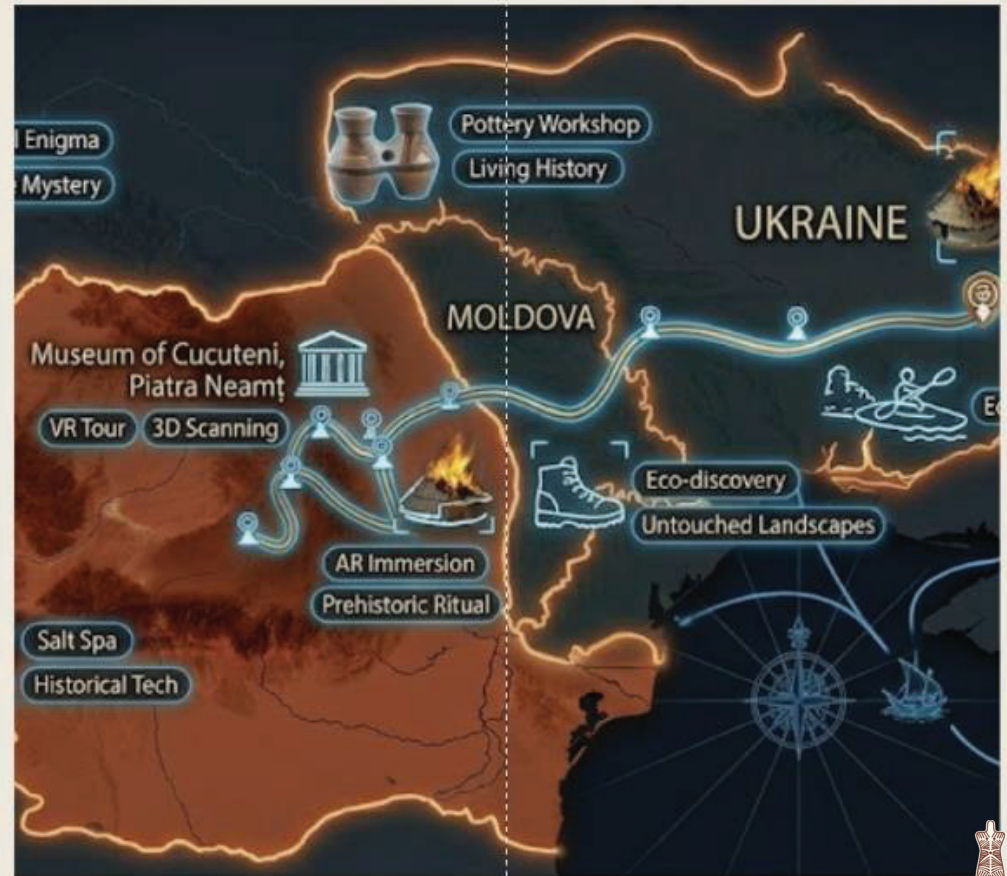 l Enigma
Mystery
Pottery Workshop
Living History
UKRAINE
MOLDOVA
Museum of Cucuteni,
Piatra Neamț
VR Tour
3D Scanning
Eco-discovery
Untouched Landscapes
AR Immersion
Prehistoric Ritual
Salt Spa
Historical Tech